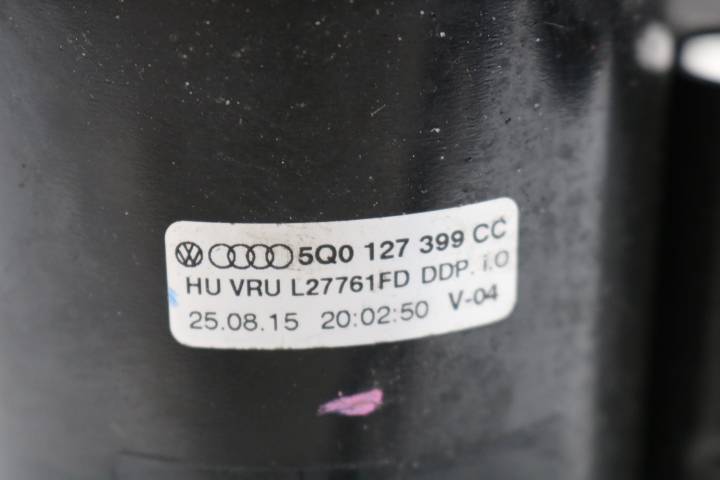 5Q0 127 399 CC
HU VRU L27761FD DDP. i.O
25.08.15 20:02:50 V-04